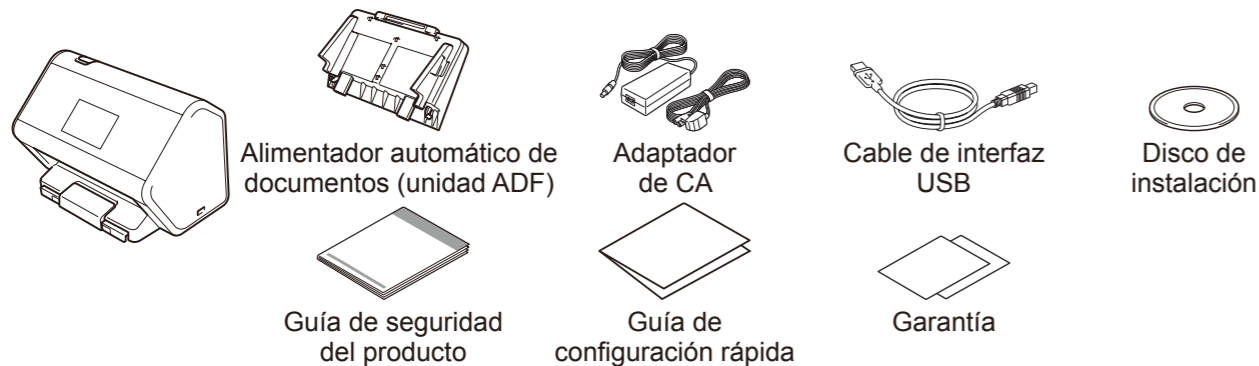 Alimentador automático de
documentos (unidad ADF)
Adaptador
de CA
Cable de interfaz
USB
Disco de
instalación
Guía de seguridad
del producto
Guía de
configuración rápida
Garantía